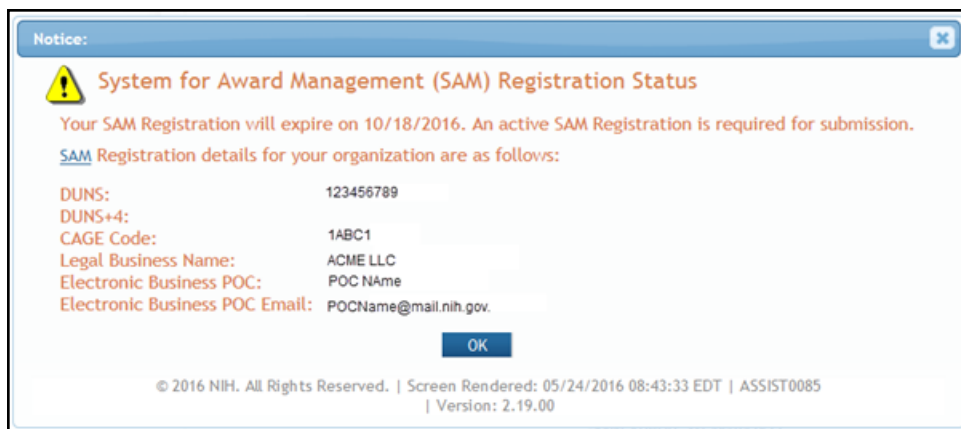 Notice:
System for Award Management (SAM) Registration Status
Your SAM Registration will expire on 10/18/2016. An active SAM Registration is required for submission.
SAM Registration details for your organization are as follows:
DUNS: 123456789
DUNS+4:
CAGE Code: 1ABC1
Legal Business Name: ACME LLC
Electronic Business POC: POC NAme
Electronic Business POC Email: POCName@mail.nih.gov.
OK
© 2016 NIH. All Rights Reserved. | Screen Rendered: 05/24/2016 08:43:33 EDT | ASSIST0085
| Version: 2.19.00